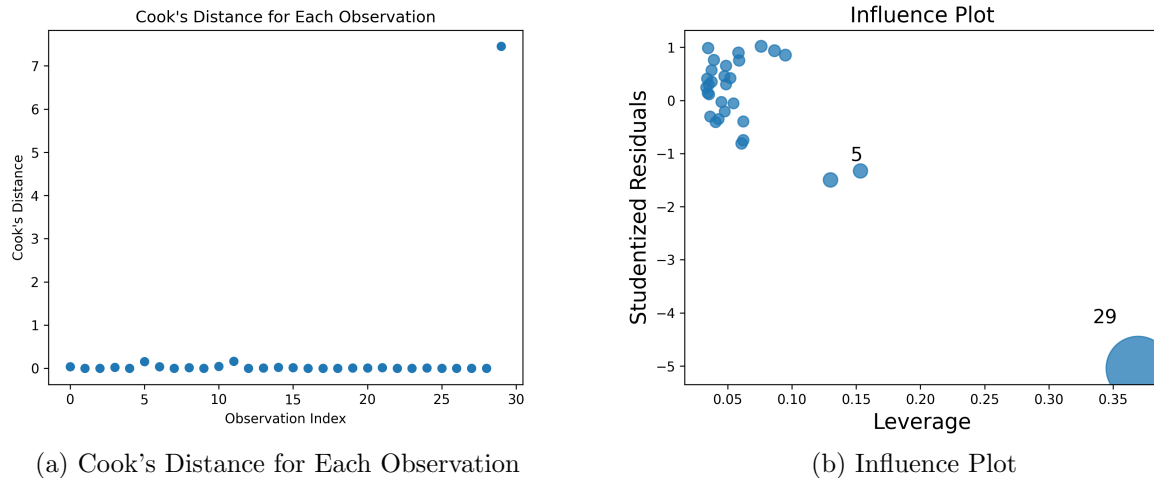 Cook's Distance for Each Observation
Cook's Distance
7
6
5
4
3
2
1
0
0 5 10 15 20 25 30
Observation Index
(a) Cook's Distance for Each Observation
Influence Plot
Studentized Residuals
1
0
−1
−2
−3
−4
−5
5
29
0.05 0.10 0.15 0.20 0.25 0.30 0.35
Leverage
(b) Influence Plot